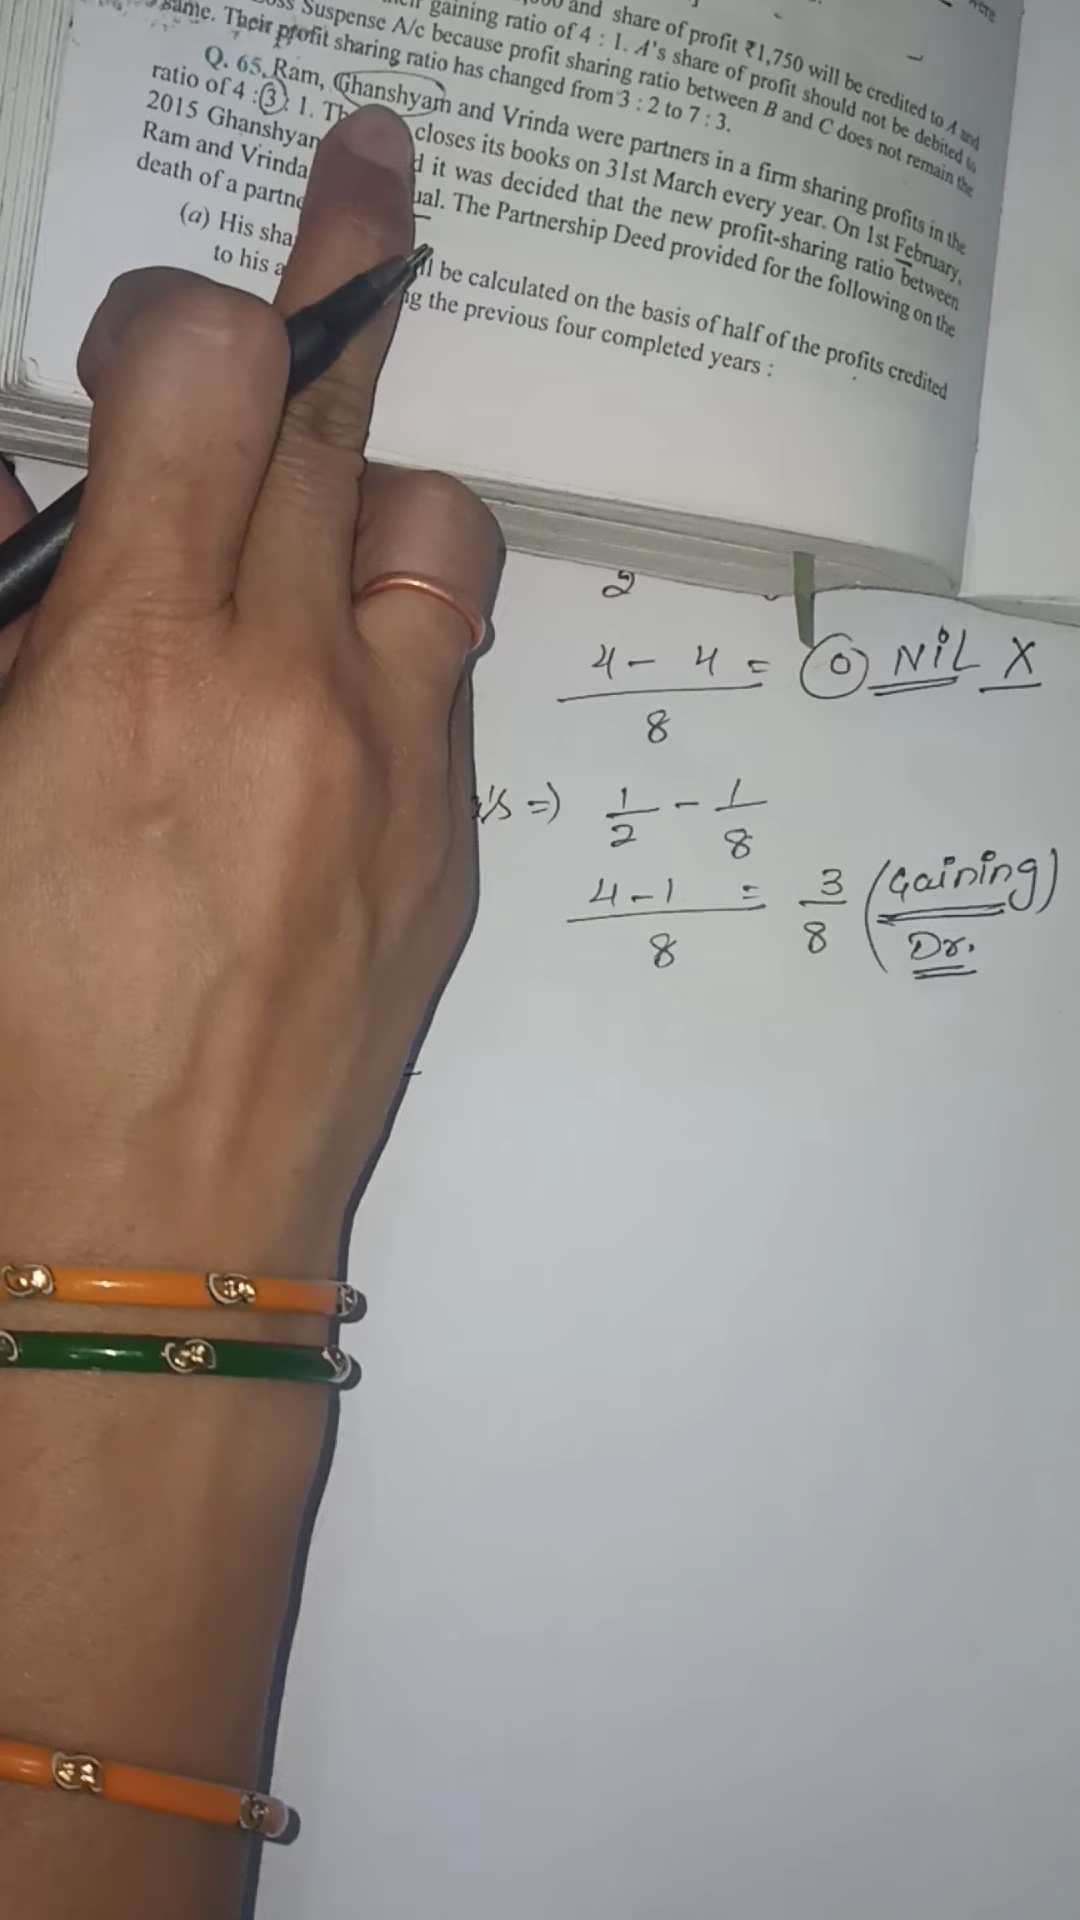 gaining ratio of 4 : 1. A's share of profit should not be debited to
and share of profit ₹1,750 will be credited to A and
Suspense A/c because profit sharing ratio between B and C does not remain the
same. Their profit sharing ratio has changed from 3 : 2 to 7 : 3.
Q. 65. Ram, Ghanshyam and Vrinda were partners in a firm sharing profits in the
ratio of 4 : 3 : 1. closes its books on 31st March every year. On 1st February,
2015 it was decided that the new profit-sharing ratio between
Ram and Vrinda The Partnership Deed provided for the following on the
death of a
(a) His be calculated on the basis of half of the profits credited
to his the previous four completed years :
2
4 - 4 = 0 NIL X
8
1/2 - 1/8
4 - 1 = 3/8 (Gaining)
8 Dr.